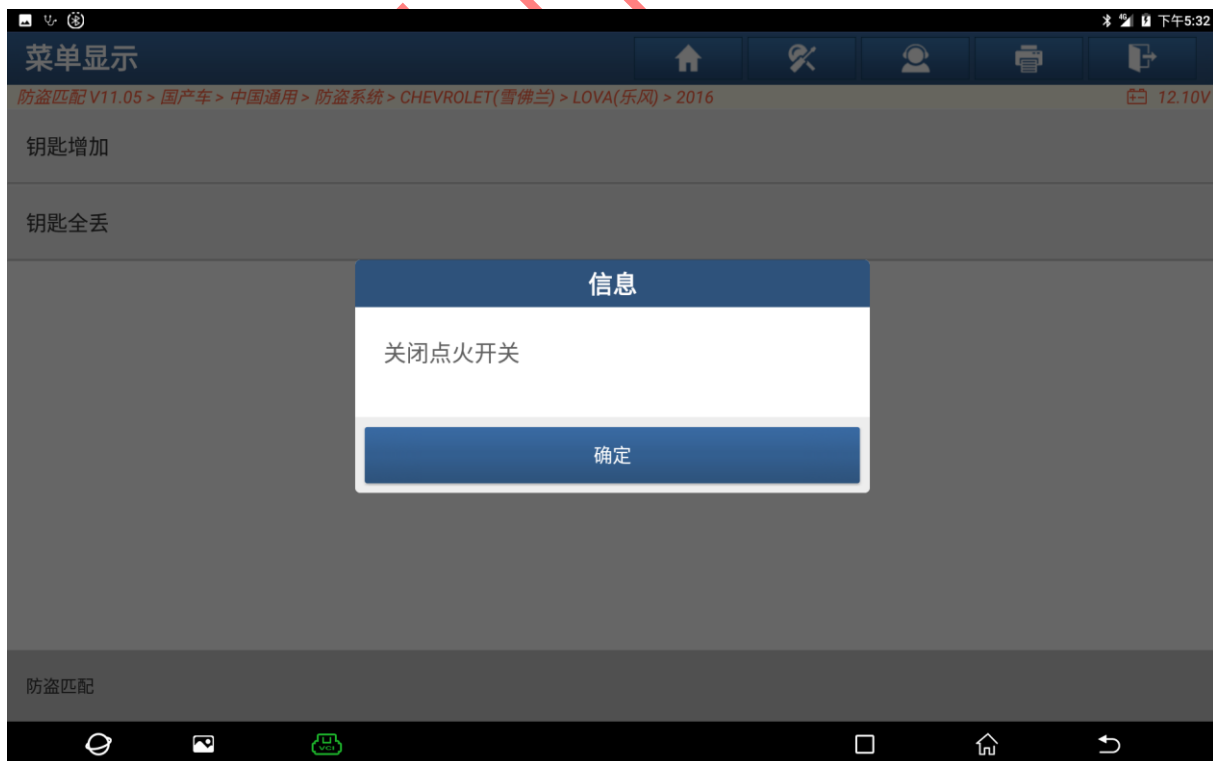 4G 下午5:32
菜单显示
防盗匹配 V11.05 > 国产车 > 中国通用 > 防盗系统 > CHEVROLET(雪佛兰) > LOVA(乐风) > 2016 12.10V
钥匙增加
钥匙全丢
信息
关闭点火开关
确定
防盗匹配
VCI